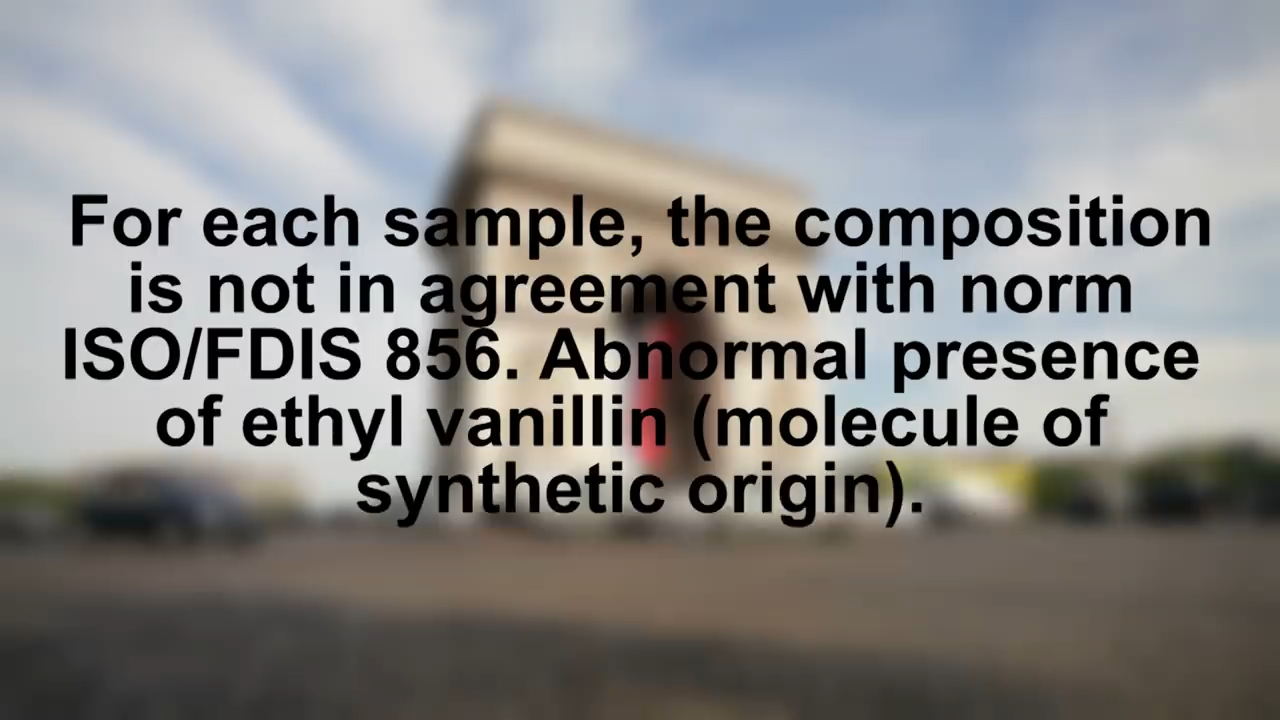 For each sample, the composition
is not in agreement with norm
ISO/FDIS 856. Abnormal presence
of ethyl vanillin (molecule of
synthetic origin).